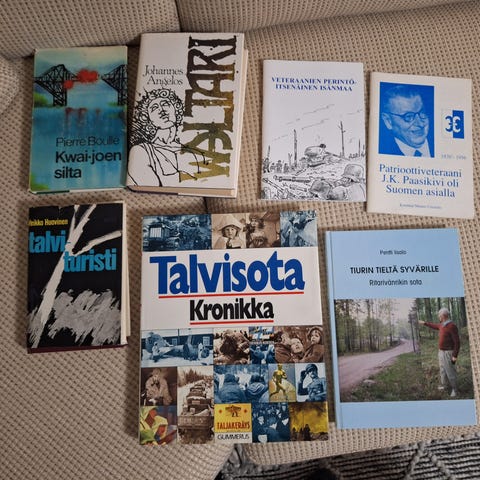 Pierre Boulle
Kwai-joen
silta
Johannes
Angelos
WALTARI
VETERAANIEN PERINTÖ-
ITSENÄINEN ISÄNMAA
Patrioottiveteraani
J.K. Paasikivi oli
Suomen asialla
Veikko Huovinen
talvi
turisti
Talvisota
Kronikka
TALJAKERÄYS
GUMMERUS
Pentti Iisalo
TIURIN TIELTÄ SYVÄRILLE
Ritarivänrikin sota